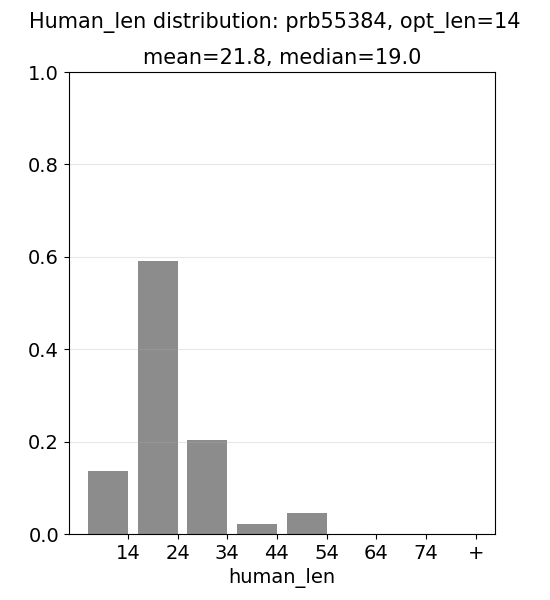 Human_len distribution: prb55384, opt_len=14
mean=21.8, median=19.0
1.0
0.8
0.6
0.4
0.2
0.0
14 24 34 44 54 64 74 +
human_len